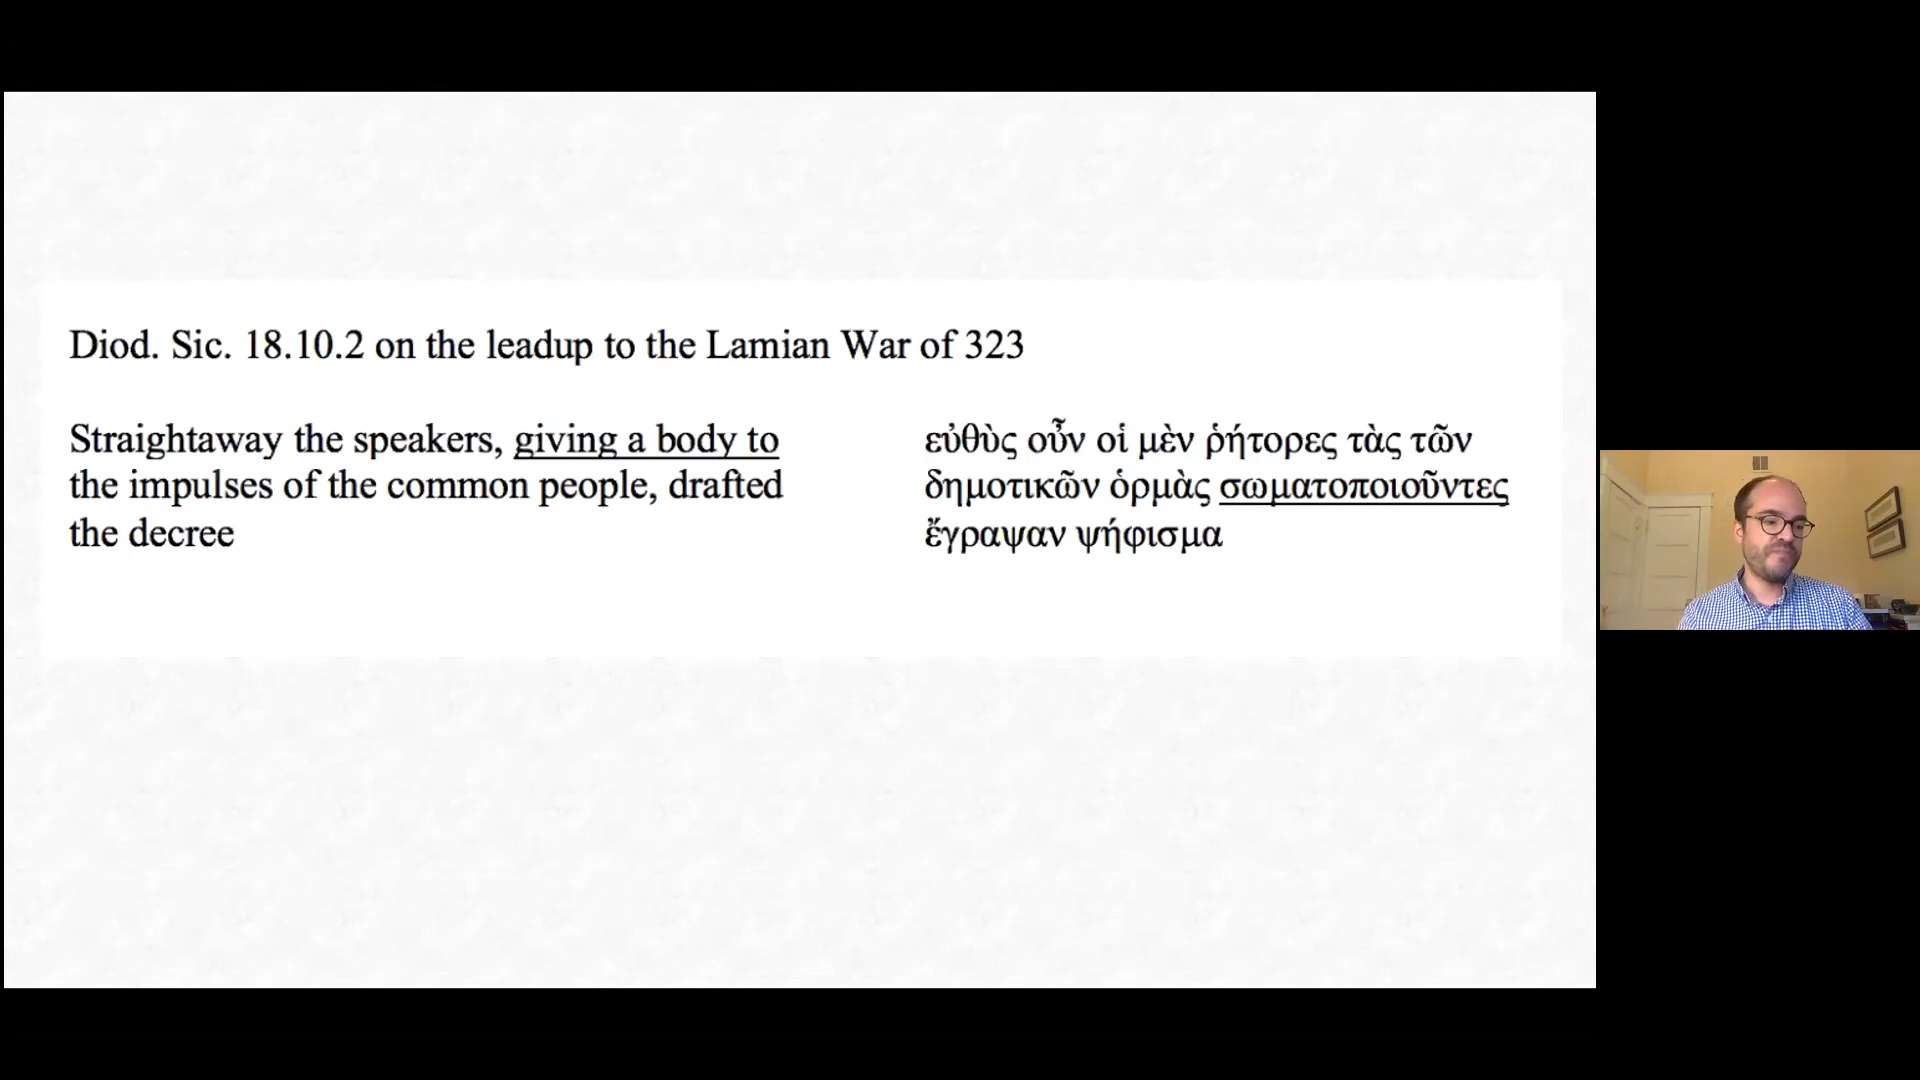 Diod. Sic. 18.10.2 on the leadup to the Lamian War of 323
Straightaway the speakers, giving a body to
the impulses of the common people, drafted
the decree
εὐθὺς οὖν οἱ μὲν ῥήτορες τὰς τῶν
δημοτικῶν ὁρμὰς σωματοποιοῦντες
ἔγραψαν ψήφισμα